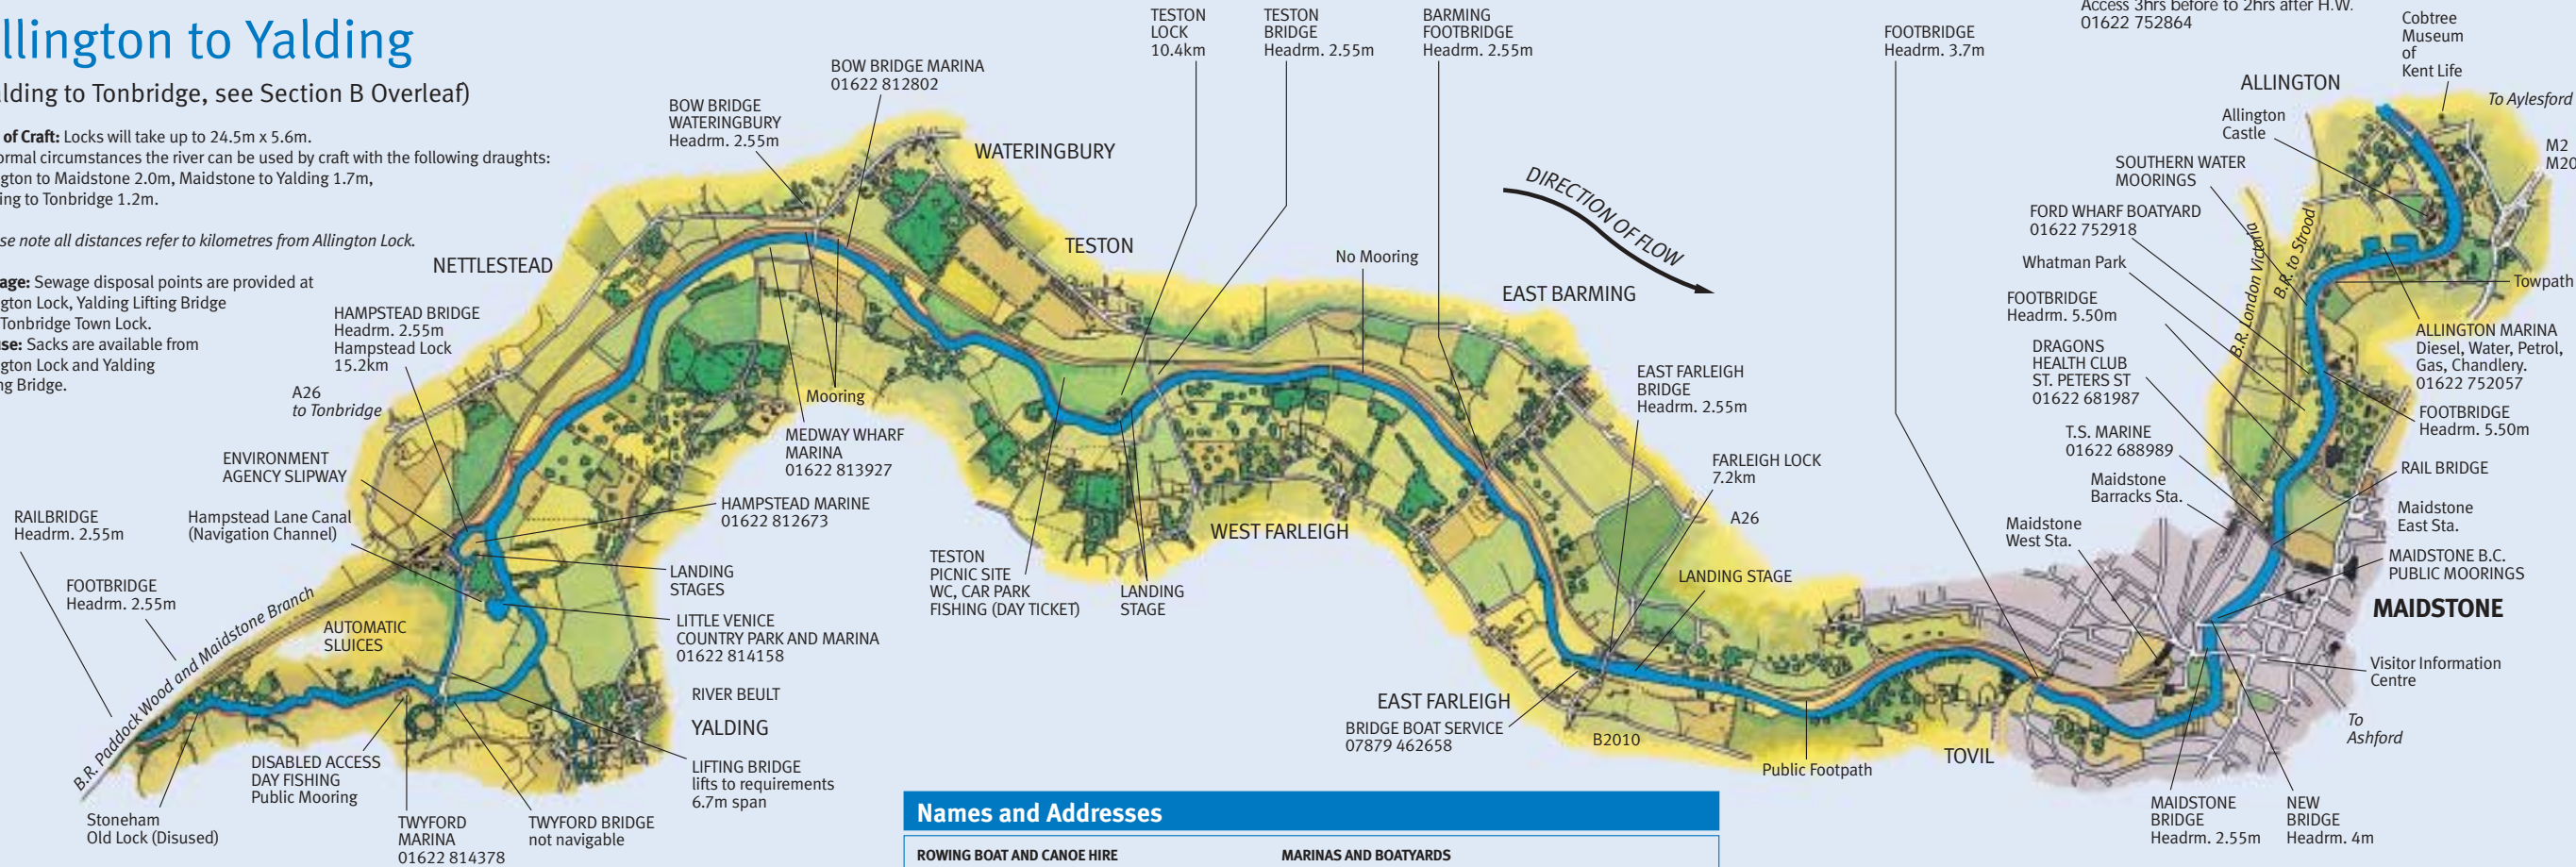 llington to Yalding
alding to Tonbridge, see Section B Overleaf)
of Craft: Locks will take up to 24.5m x 5.6m.
ormal circumstances the river can be used by craft with the following draughts:
gton to Maidstone 2.0m, Maidstone to Yalding 1.7m,
ing to Tonbridge 1.2m.
se note all distances refer to kilometres from Allington Lock.
age: Sewage disposal points are provided at
gton Lock, Yalding Lifting Bridge
Tonbridge Town Lock.
se: Sacks are available from
gton Lock and Yalding
ng Bridge.
NETTLESTEAD
HAMPSTEAD BRIDGE
Headrm. 2.55m
Hampstead Lock
15.2km
A26
to Tonbridge
ENVIRONMENT
AGENCY SLIPWAY
RAILBRIDGE
Headrm. 2.55m
Hampstead Lane Canal
(Navigation Channel)
FOOTBRIDGE
Headrm. 2.55m
B.R. Paddock Wood and Maidstone Branch
AUTOMATIC
SLUICES
Stoneham
Old Lock (Disused)
DISABLED ACCESS
DAY FISHING
Public Mooring
TWYFORD
MARINA
01622 814378
TWYFORD BRIDGE
not navigable
LIFTING BRIDGE
lifts to requirements
6.7m span
YALDING
RIVER BEULT
LITTLE VENICE
COUNTRY PARK AND MARINA
01622 814158
LANDING
STAGES
HAMPSTEAD MARINE
01622 812673
MEDWAY WHARF
MARINA
01622 813927
Mooring
BOW BRIDGE
WATERINGBURY
Headrm. 2.55m
BOW BRIDGE MARINA
01622 812802
WATERINGBURY
TESTON
TESTON
LOCK
10.4km
TESTON
BRIDGE
Headrm. 2.55m
BARMING
FOOTBRIDGE
Headrm. 2.55m
No Mooring
DIRECTION OF FLOW
EAST BARMING
TESTON
PICNIC SITE
WC, CAR PARK
FISHING (DAY TICKET)
LANDING
STAGE
WEST FARLEIGH
EAST FARLEIGH
BRIDGE
Headrm. 2.55m
FARLEIGH LOCK
7.2km
A26
LANDING STAGE
EAST FARLEIGH
BRIDGE BOAT SERVICE
07879 462658
B2010
Public Footpath
TOVIL
FOOTBRIDGE
Headrm. 3.7m
Access 3hrs before to 2hrs after H.W.
01622 752864
Cobtree
Museum
of
Kent Life
ALLINGTON
To Aylesford
Allington
Castle
M2
M20
SOUTHERN WATER
MOORINGS
FORD WHARF BOATYARD
01622 752918
B.R. London Victoria
B.R. to Strood
Whatman Park
Towpath
FOOTBRIDGE
Headrm. 5.50m
ALLINGTON MARINA
Diesel, Water, Petrol,
Gas, Chandlery.
01622 752057
DRAGONS
HEALTH CLUB
ST. PETERS ST
01622 681987
FOOTBRIDGE
Headrm. 5.50m
T.S. MARINE
01622 688989
RAIL BRIDGE
Maidstone
Barracks Sta.
Maidstone
East Sta.
Maidstone
West Sta.
MAIDSTONE B.C.
PUBLIC MOORINGS
MAIDSTONE
Visitor Information
Centre
To
Ashford
MAIDSTONE
BRIDGE
Headrm. 2.55m
NEW
BRIDGE
Headrm. 4m
Names and Addresses
ROWING BOAT AND CANOE HIRE
MARINAS AND BOATYARDS